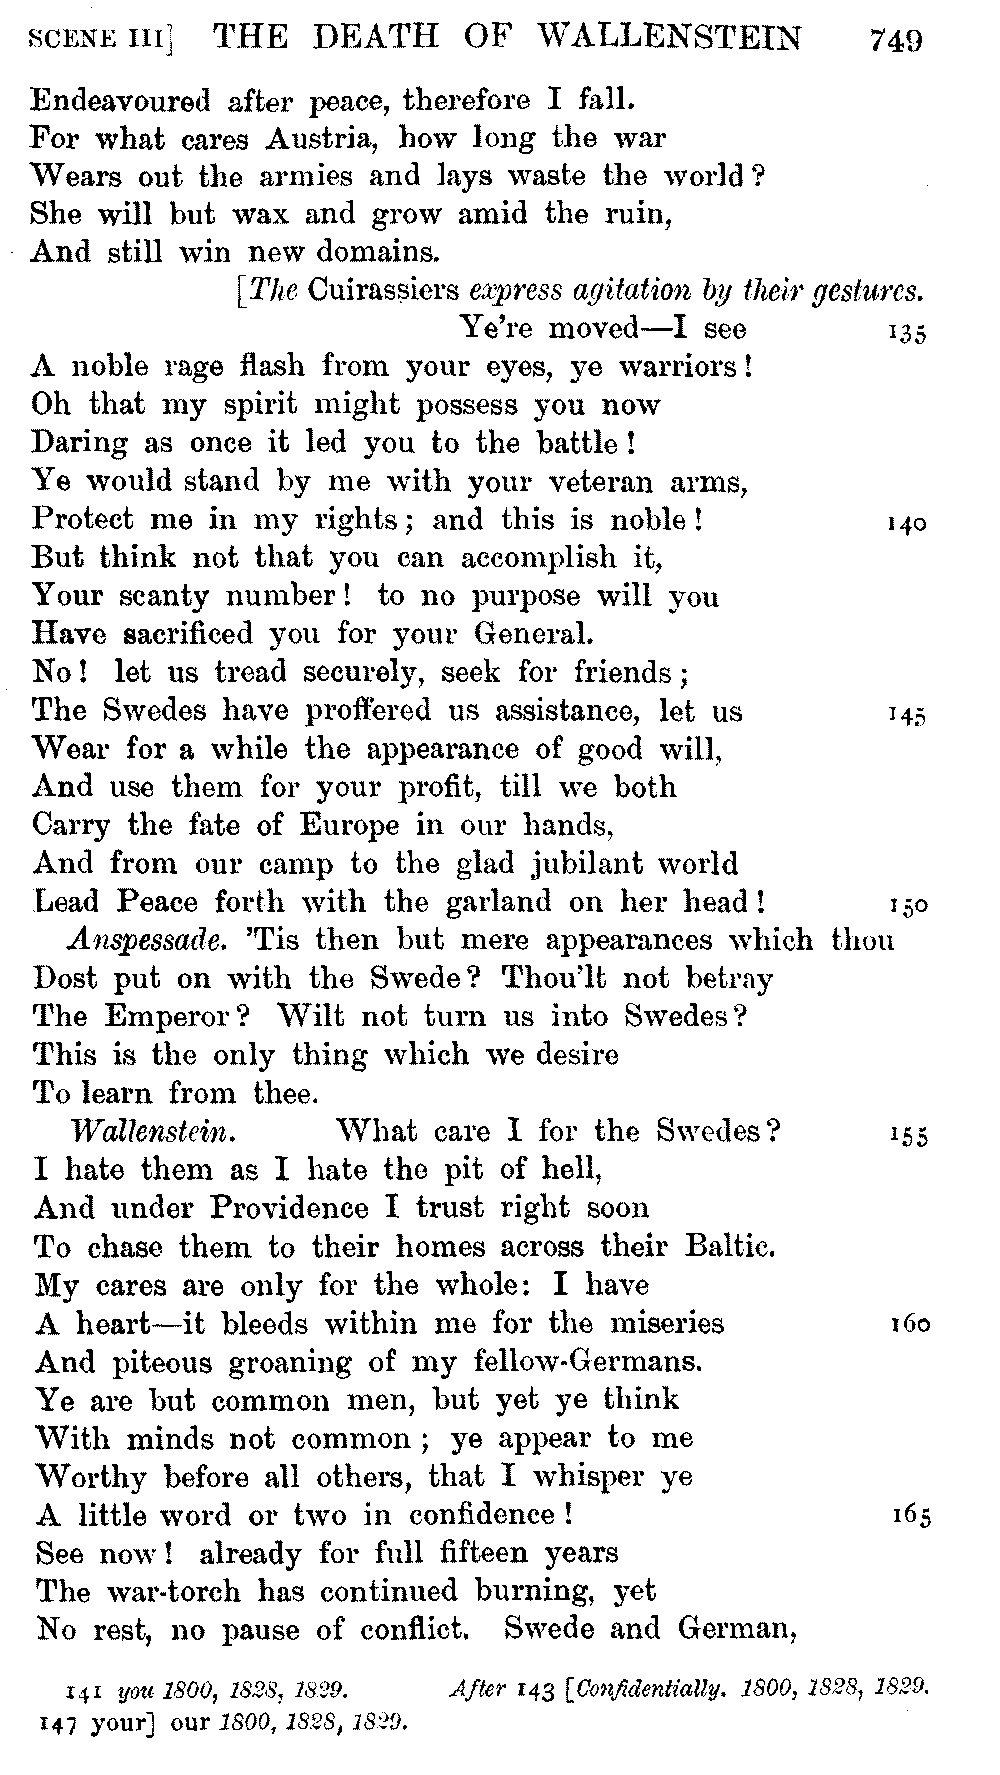 SCENE III] THE DEATH OF WALLENSTEIN 749
Endeavoured after peace, therefore I fall.
For what cares Austria, how long the war
Wears out the armies and lays waste the world?
She will but wax and grow amid the ruin,
And still win new domains.
[The Cuirassiers express agitation by their gestures.
Ye're moved—I see 135
A noble rage flash from your eyes, ye warriors!
Oh that my spirit might possess you now
Daring as once it led you to the battle!
Ye would stand by me with your veteran arms,
Protect me in my rights; and this is noble! 140
But think not that you can accomplish it,
Your scanty number! to no purpose will you
Have sacrificed you for your General.
No! let us tread securely, seek for friends;
The Swedes have proffered us assistance, let us 145
Wear for a while the appearance of good will,
And use them for your profit, till we both
Carry the fate of Europe in our hands,
And from our camp to the glad jubilant world
Lead Peace forth with the garland on her head! 150
Anspessade. 'Tis then but mere appearances which thou
Dost put on with the Swede? Thou'lt not betray
The Emperor? Wilt not turn us into Swedes?
This is the only thing which we desire
To learn from thee.
Wallenstein. What care I for the Swedes? 155
I hate them as I hate the pit of hell,
And under Providence I trust right soon
To chase them to their homes across their Baltic.
My cares are only for the whole: I have
A heart—it bleeds within me for the miseries 160
And piteous groaning of my fellow-Germans.
Ye are but common men, but yet ye think
With minds not common; ye appear to me
Worthy before all others, that I whisper ye
A little word or two in confidence! 165
See now! already for full fifteen years
The war-torch has continued burning, yet
No rest, no pause of conflict. Swede and German,
141 you 1800, 1828, 1829. After 143 [Confidentially. 1800, 1828, 1829.
147 your] our 1800, 1828, 1829.